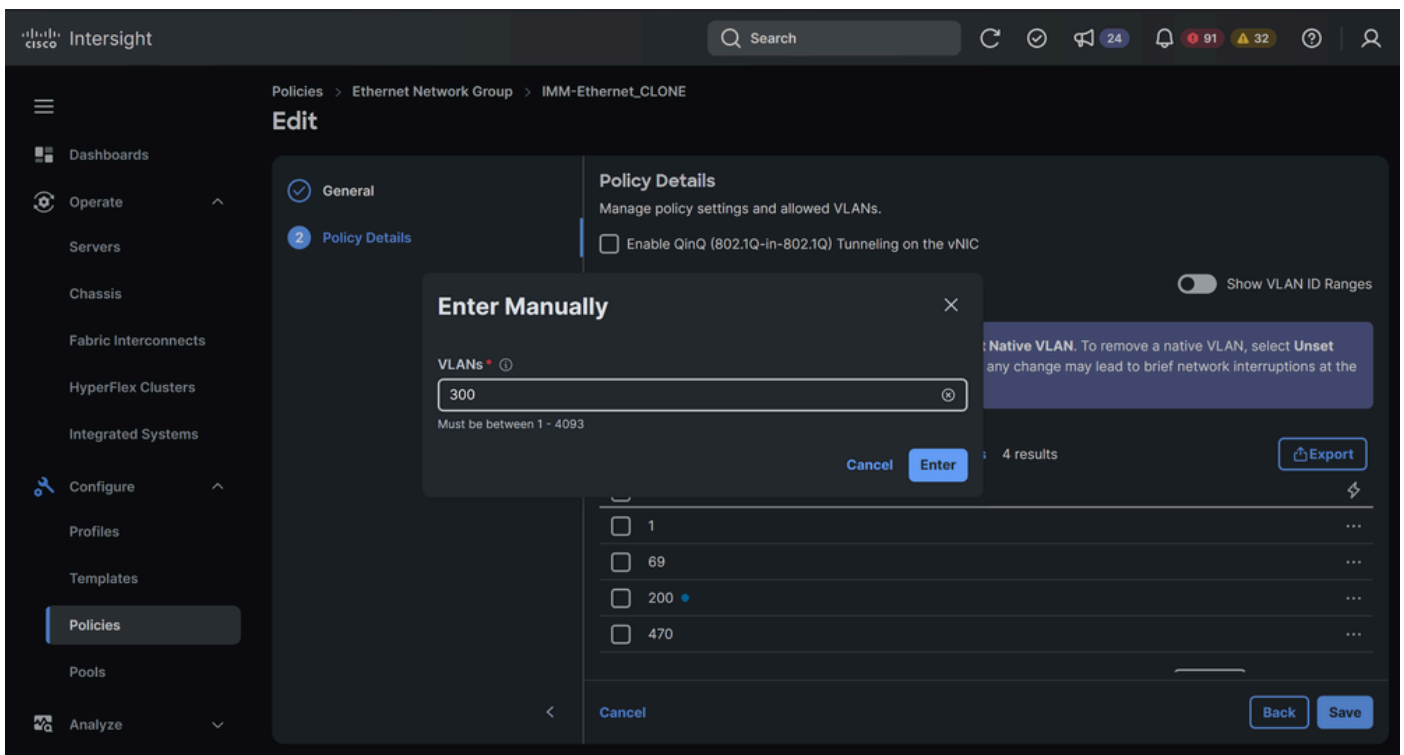 cisco Intersight
Search
24
91
32
Policies > Ethernet Network Group > IMM-Ethernet_CLONE
Edit
Dashboards
Operate
Servers
Chassis
Fabric Interconnects
HyperFlex Clusters
Integrated Systems
Configure
Profiles
Templates
Policies
Pools
Analyze
General
2 Policy Details
Policy Details
Manage policy settings and allowed VLANs.
Enable QinQ (802.1Q-in-802.1Q) Tunneling on the vNIC
Show VLAN ID Ranges
Native VLAN. To remove a native VLAN, select Unset
any change may lead to brief network interruptions at the
Enter Manually
VLANs *
300
Must be between 1 - 4093
Cancel Enter
4 results
Export
1
69
200
470
Cancel
Back Save